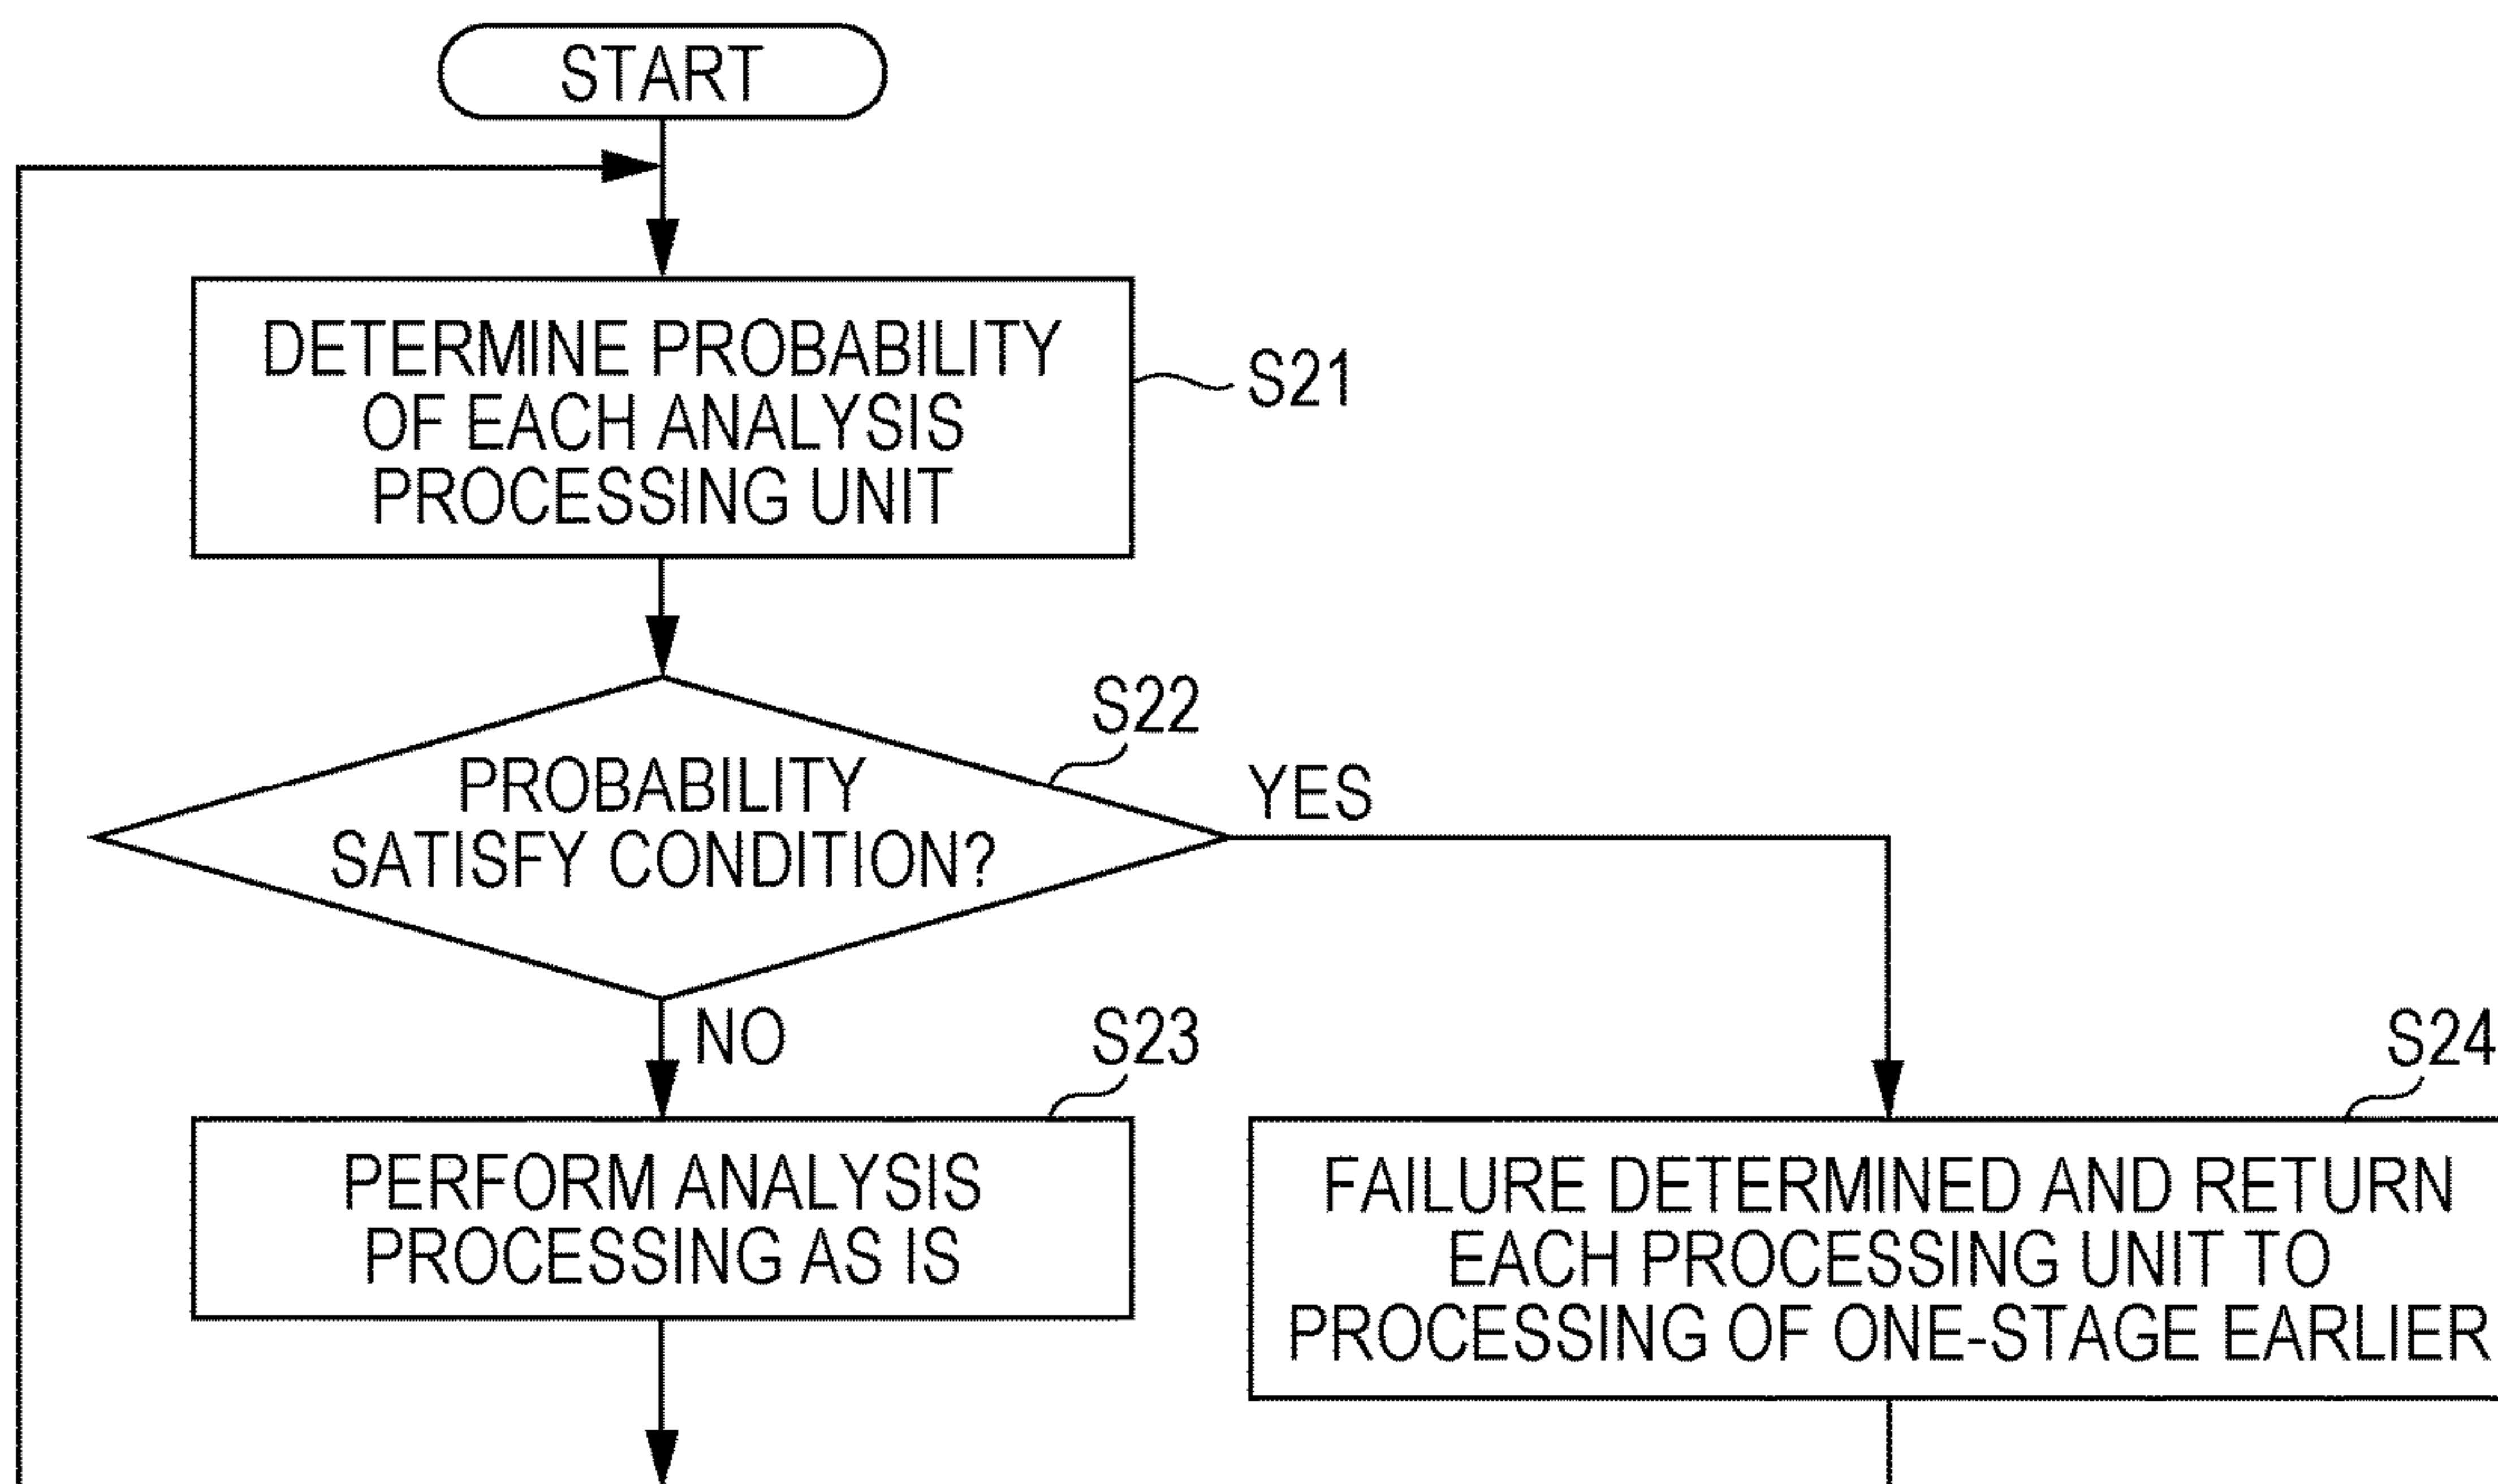 START
DETERMINE PROBABILITY
OF EACH ANALYSIS
PROCESSING UNIT
S21
S22
PROBABILITY
SATISFY CONDITION?
YES
NO
S23
PERFORM ANALYSIS
PROCESSING AS IS
S24
FAILURE DETERMINED AND RETURN
EACH PROCESSING UNIT TO
PROCESSING OF ONE-STAGE EARLIER